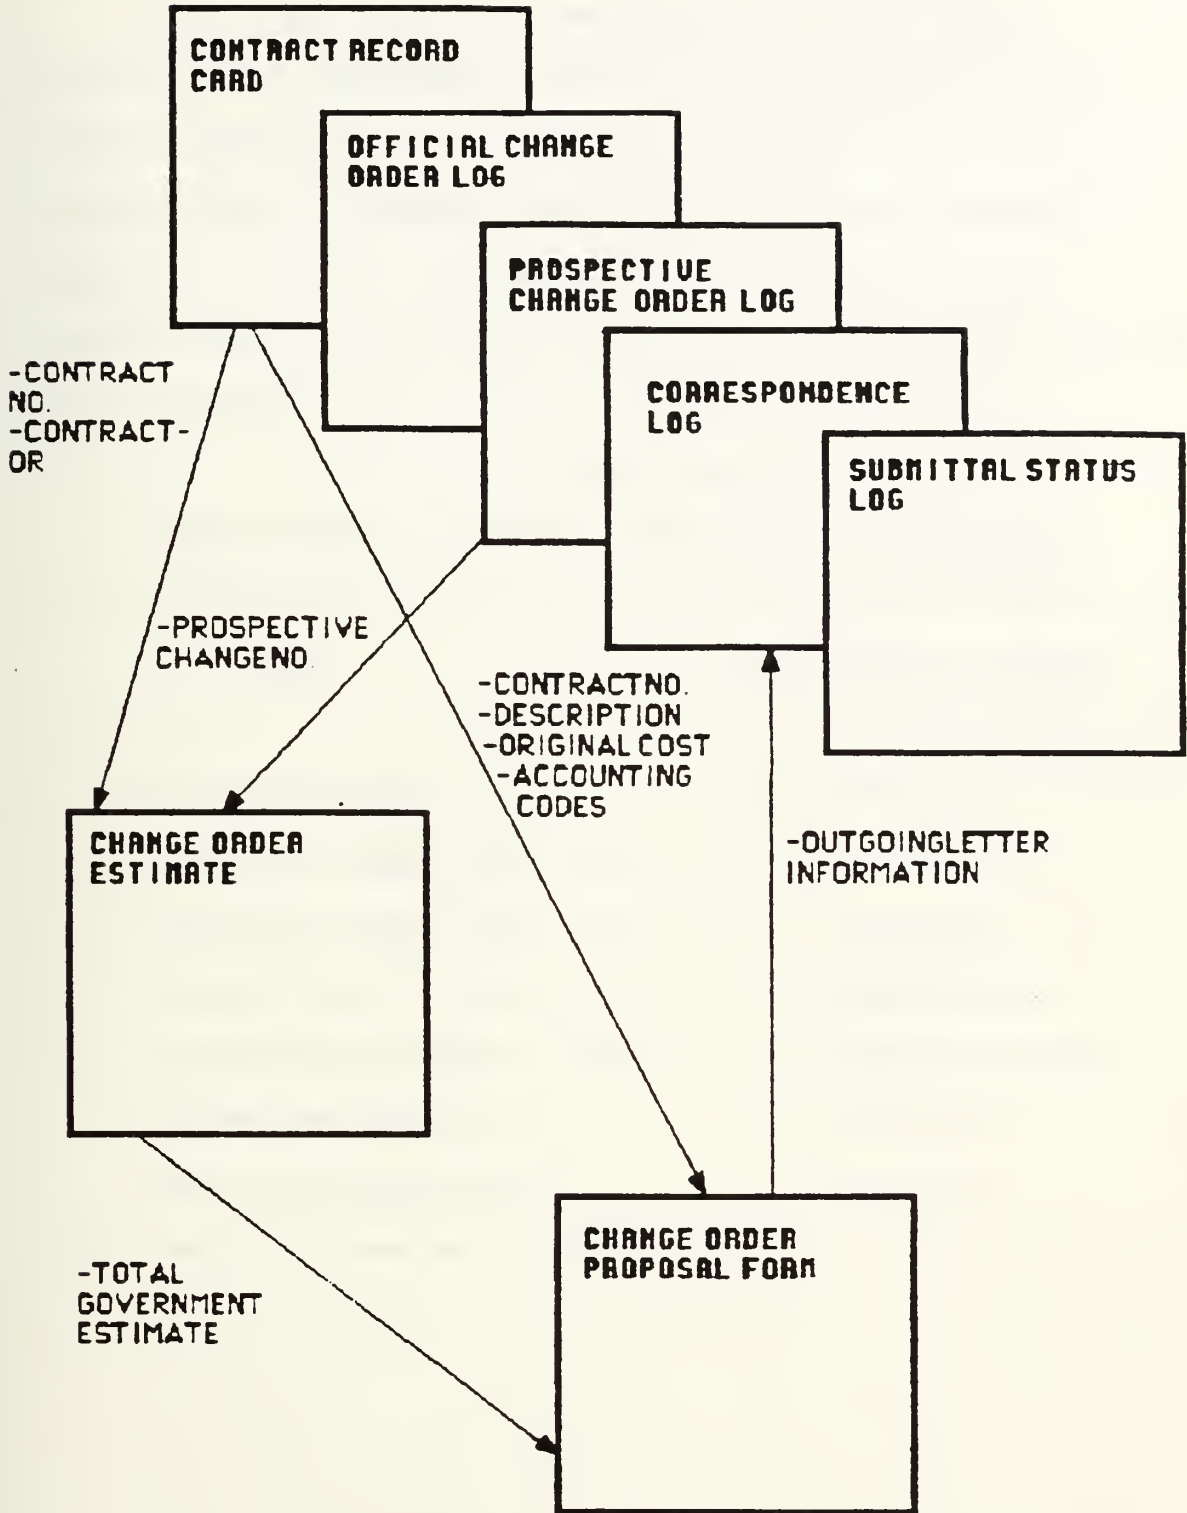 CONTRACT RECORD
CARD
OFFICIAL CHANGE
ORDER LOG
PROSPECTIVE
CHANGE ORDER LOG
CORRESPONDENCE
LOG
SUBMITTAL STATUS
LOG
-CONTRACT
NO.
-CONTRACT-
OR
-PROSPECTIVE
CHANGENO.
-CONTRACTNO.
-DESCRIPTION
-ORIGINAL COST
-ACCOUNTING
CODES
CHANGE ORDER
ESTIMATE
-OUTGOINGLETTER
INFORMATION
-TOTAL
GOVERNMENT
ESTIMATE
CHANGE ORDER
PROPOSAL FORM